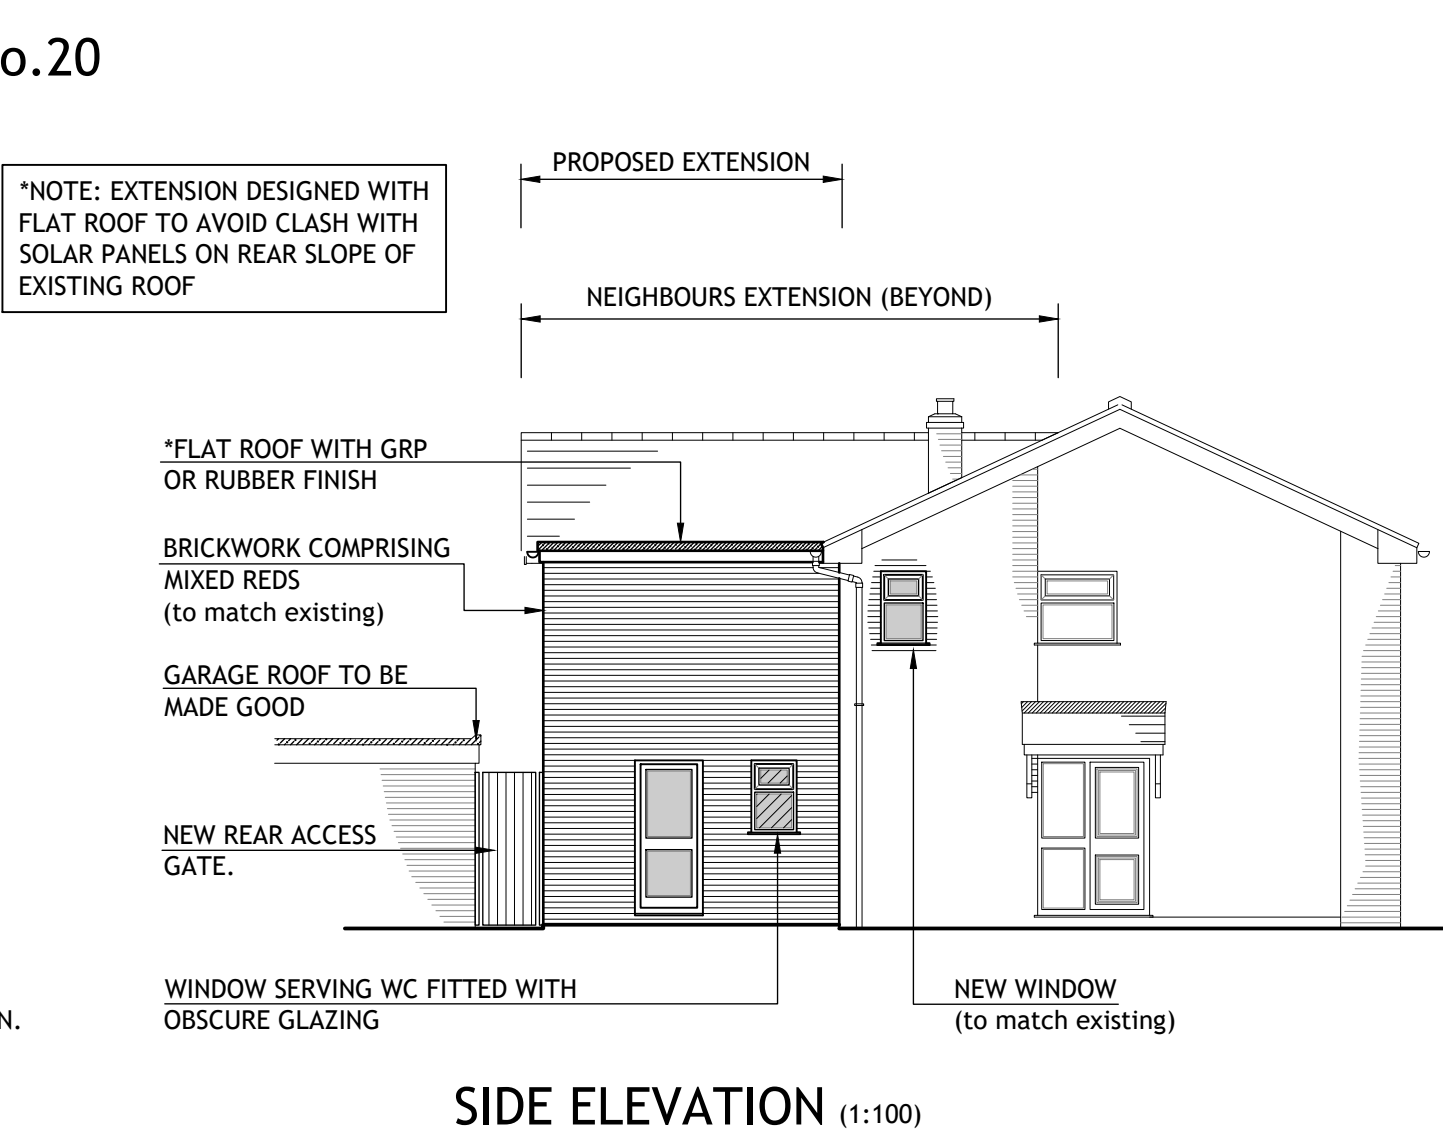 o.20
PROPOSED EXTENSION
*NOTE: EXTENSION DESIGNED WITH
FLAT ROOF TO AVOID CLASH WITH
SOLAR PANELS ON REAR SLOPE OF
EXISTING ROOF
NEIGHBOURS EXTENSION (BEYOND)
*FLAT ROOF WITH GRP
OR RUBBER FINISH
BRICKWORK COMPRISING
MIXED REDS
(to match existing)
GARAGE ROOF TO BE
MADE GOOD
NEW REAR ACCESS
GATE.
WINDOW SERVING WC FITTED WITH
OBSCURE GLAZING
NEW WINDOW
(to match existing)
N.
SIDE ELEVATION (1:100)